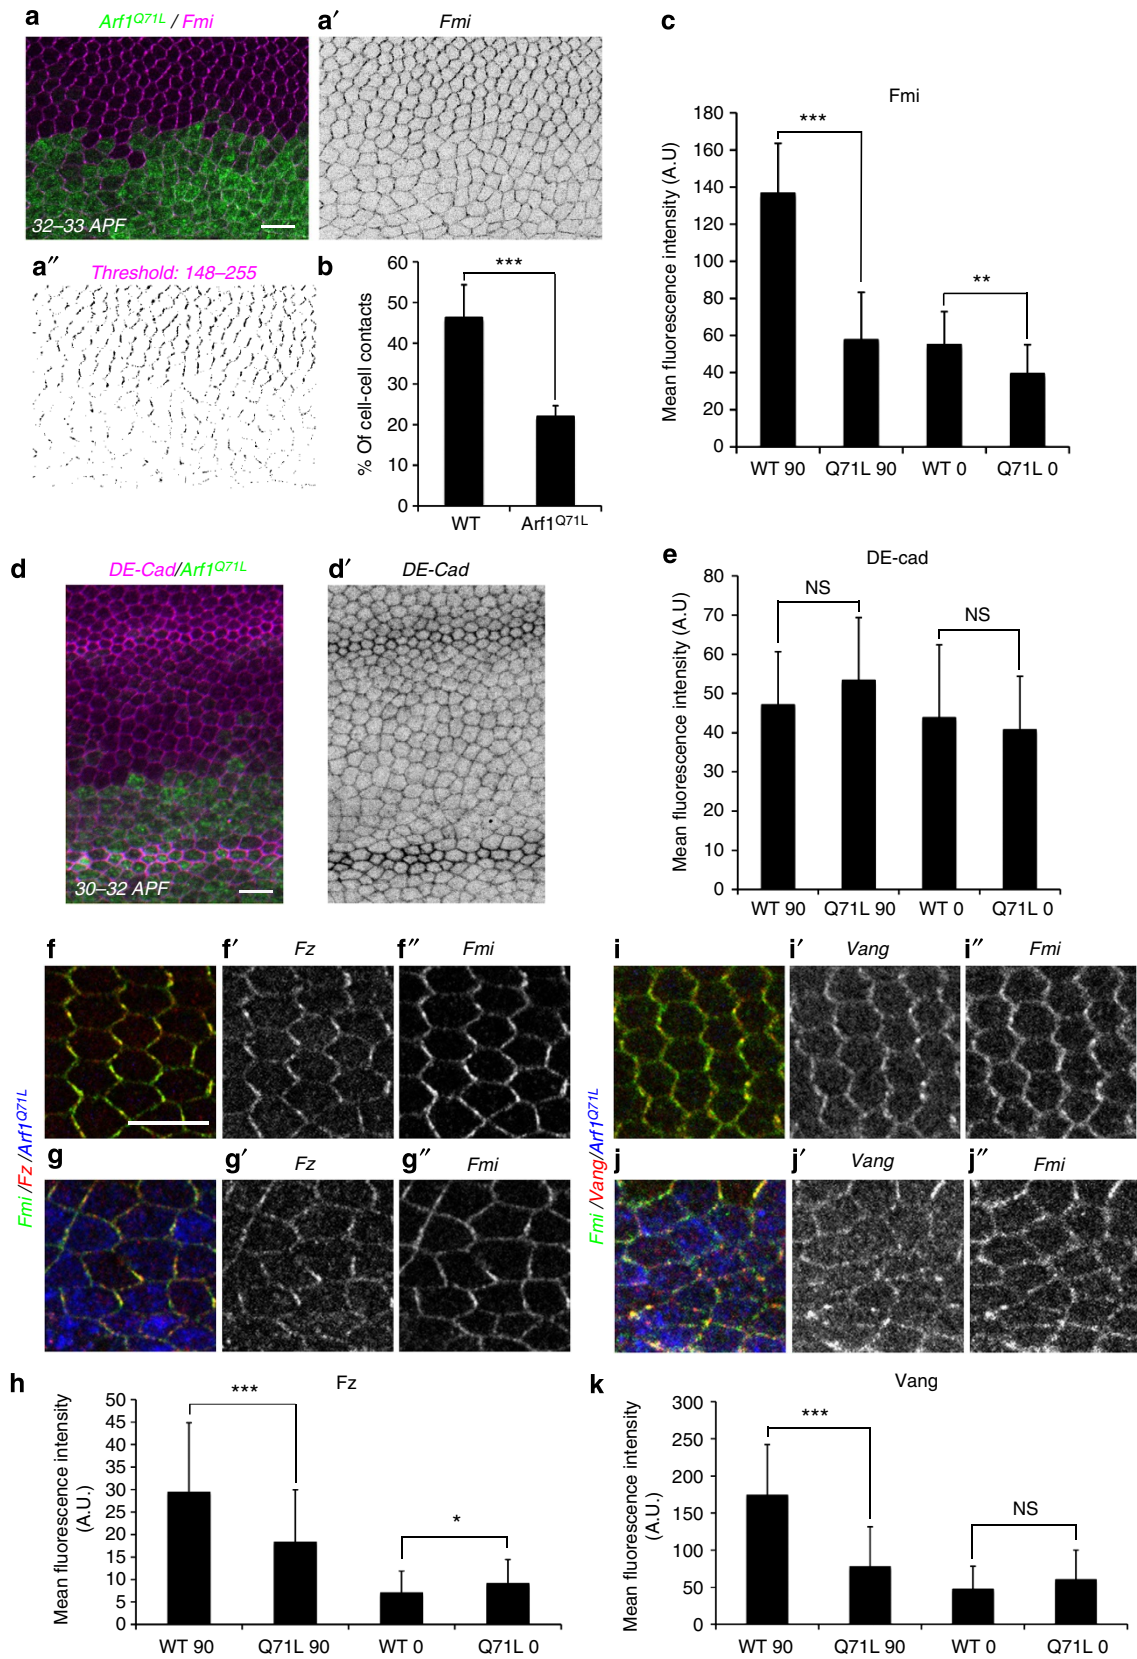 a
Arf1Q71L / Fmi
32–33 APF
a′
Fmi
a″
Threshold: 148–255
b
% Of cell-cell contacts
60
50
40
30
20
10
0
***
WT
Arf1Q71L
c
Fmi
Mean fluorescence intensity (A.U)
180
160
140
120
100
80
60
40
20
0
***
**
WT 90
Q71L 90
WT 0
Q71L 0
d
DE-Cad/Arf1Q71L
30–32 APF
d′
DE-Cad
e
DE-cad
Mean fluorescence intensity (A.U)
80
70
60
50
40
30
20
10
0
NS
NS
WT 90
Q71L 90
WT 0
Q71L 0
Fmi /Fz /Arf1Q71L
f
f′
Fz
f″
Fmi
g
g′
Fz
g″
Fmi
Fmi /Vang/Arf1Q71L
i
i′
Vang
i″
Fmi
j
j′
Vang
j″
Fmi
h
Fz
Mean fluorescence intensity
(A.U.)
50
45
40
35
30
25
20
15
10
5
0
***
*
WT 90
Q71L 90
WT 0
Q71L 0
k
Vang
Mean fluorescence intensity
(A.U.)
300
250
200
150
100
50
0
***
NS
WT 90
Q71L 90
WT 0
Q71L 0